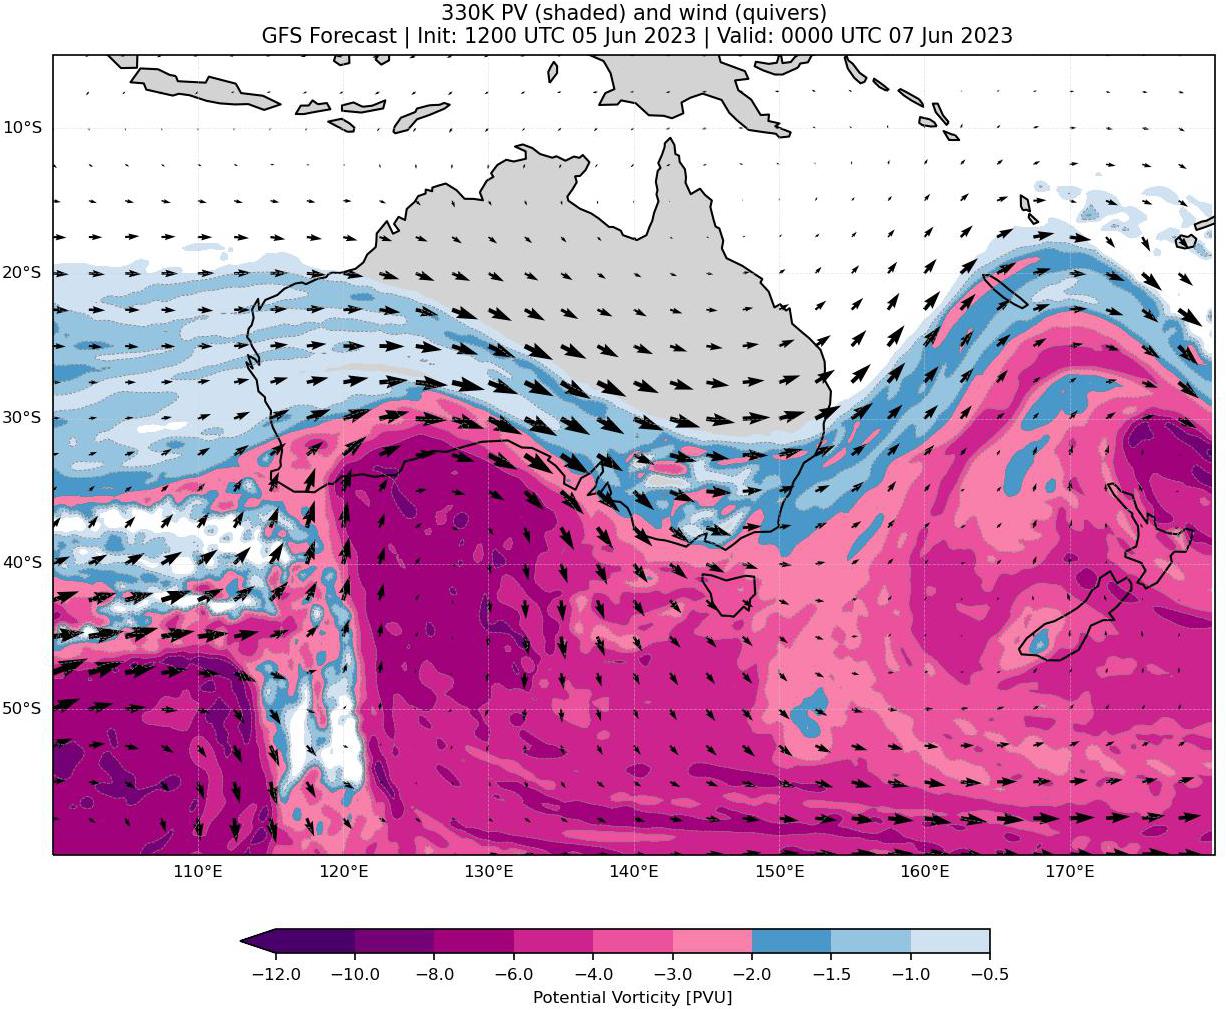 330K PV (shaded) and wind (quivers)
GFS Forecast | Init: 1200 UTC 05 Jun 2023 | Valid: 0000 UTC 07 Jun 2023
10°S
20°S
30°S
40°S
50°S
110°E 120°E 130°E 140°E 150°E 160°E 170°E
−12.0 −10.0 −8.0 −6.0 −4.0 −3.0 −2.0 −1.5 −1.0 −0.5
Potential Vorticity [PVU]